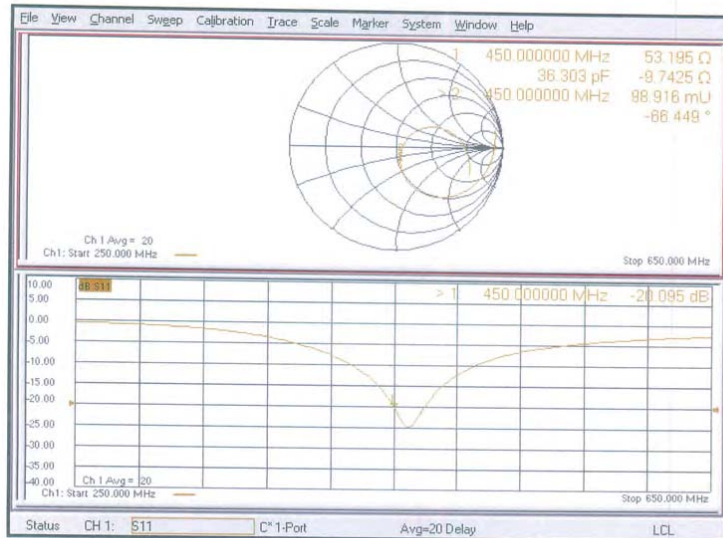 File View Channel Sweep Calibration Trace Scale Marker System Window Help
1 450.000000 MHz 53.195 Ω
36.303 pF -9.7425 Ω
> 2 450.000000 MHz 98.916 mU
-66.449 °
Ch 1 Avg = 20
Ch1: Start 250.000 MHz
Stop 650.000 MHz
10.00
dB S11
> 1 450.000000 MHz -20.095 dB
5.00
0.00
-5.00
-10.00
-15.00
-20.00
-25.00
-30.00
-35.00
-40.00
Ch 1 Avg = 20
Ch1: Start 250.000 MHz
Stop 650.000 MHz
Status CH 1: S11 C* 1-Port Avg=20 Delay LCL